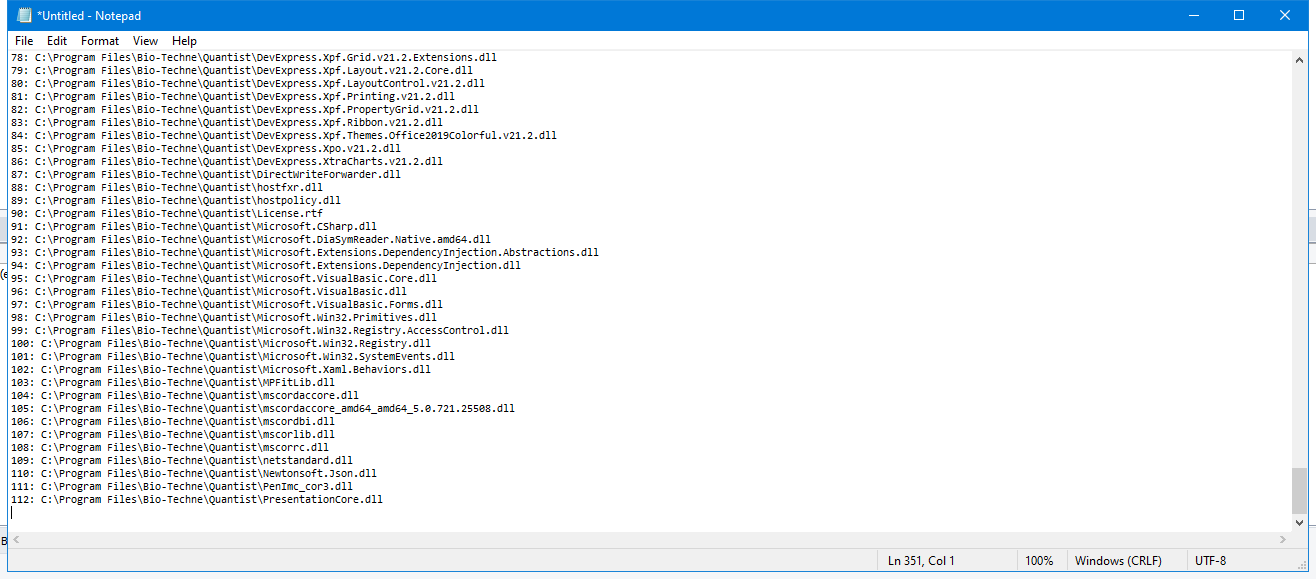 *Untitled - Notepad
File Edit Format View Help
78: C:\Program Files\Bio-Techne\Quantist\DevExpress.Xpf.Grid.v21.2.Extensions.dll
79: C:\Program Files\Bio-Techne\Quantist\DevExpress.Xpf.Layout.v21.2.Core.dll
80: C:\Program Files\Bio-Techne\Quantist\DevExpress.Xpf.LayoutControl.v21.2.dll
81: C:\Program Files\Bio-Techne\Quantist\DevExpress.Xpf.Printing.v21.2.dll
82: C:\Program Files\Bio-Techne\Quantist\DevExpress.Xpf.PropertyGrid.v21.2.dll
83: C:\Program Files\Bio-Techne\Quantist\DevExpress.Xpf.Ribbon.v21.2.dll
84: C:\Program Files\Bio-Techne\Quantist\DevExpress.Xpf.Themes.Office2019Colorful.v21.2.dll
85: C:\Program Files\Bio-Techne\Quantist\DevExpress.Xpo.v21.2.dll
86: C:\Program Files\Bio-Techne\Quantist\DevExpress.XtraCharts.v21.2.dll
87: C:\Program Files\Bio-Techne\Quantist\DirectWriteForwarder.dll
88: C:\Program Files\Bio-Techne\Quantist\hostfxr.dll
89: C:\Program Files\Bio-Techne\Quantist\hostpolicy.dll
90: C:\Program Files\Bio-Techne\Quantist\License.rtf
91: C:\Program Files\Bio-Techne\Quantist\Microsoft.CSharp.dll
92: C:\Program Files\Bio-Techne\Quantist\Microsoft.DiaSymReader.Native.amd64.dll
93: C:\Program Files\Bio-Techne\Quantist\Microsoft.Extensions.DependencyInjection.Abstractions.dll
94: C:\Program Files\Bio-Techne\Quantist\Microsoft.Extensions.DependencyInjection.dll
95: C:\Program Files\Bio-Techne\Quantist\Microsoft.VisualBasic.Core.dll
96: C:\Program Files\Bio-Techne\Quantist\Microsoft.VisualBasic.dll
97: C:\Program Files\Bio-Techne\Quantist\Microsoft.VisualBasic.Forms.dll
98: C:\Program Files\Bio-Techne\Quantist\Microsoft.Win32.Primitives.dll
99: C:\Program Files\Bio-Techne\Quantist\Microsoft.Win32.Registry.AccessControl.dll
100: C:\Program Files\Bio-Techne\Quantist\Microsoft.Win32.Registry.dll
101: C:\Program Files\Bio-Techne\Quantist\Microsoft.Win32.SystemEvents.dll
102: C:\Program Files\Bio-Techne\Quantist\Microsoft.Xaml.Behaviors.dll
103: C:\Program Files\Bio-Techne\Quantist\MPFitLib.dll
104: C:\Program Files\Bio-Techne\Quantist\mscordaccore.dll
105: C:\Program Files\Bio-Techne\Quantist\mscordaccore_amd64_amd64_5.0.721.25508.dll
106: C:\Program Files\Bio-Techne\Quantist\mscordbi.dll
107: C:\Program Files\Bio-Techne\Quantist\mscorlib.dll
108: C:\Program Files\Bio-Techne\Quantist\mscorrc.dll
109: C:\Program Files\Bio-Techne\Quantist\netstandard.dll
110: C:\Program Files\Bio-Techne\Quantist\Newtonsoft.Json.dll
111: C:\Program Files\Bio-Techne\Quantist\PenImc_cor3.dll
112: C:\Program Files\Bio-Techne\Quantist\PresentationCore.dll
Ln 351, Col 1 100% Windows (CRLF) UTF-8